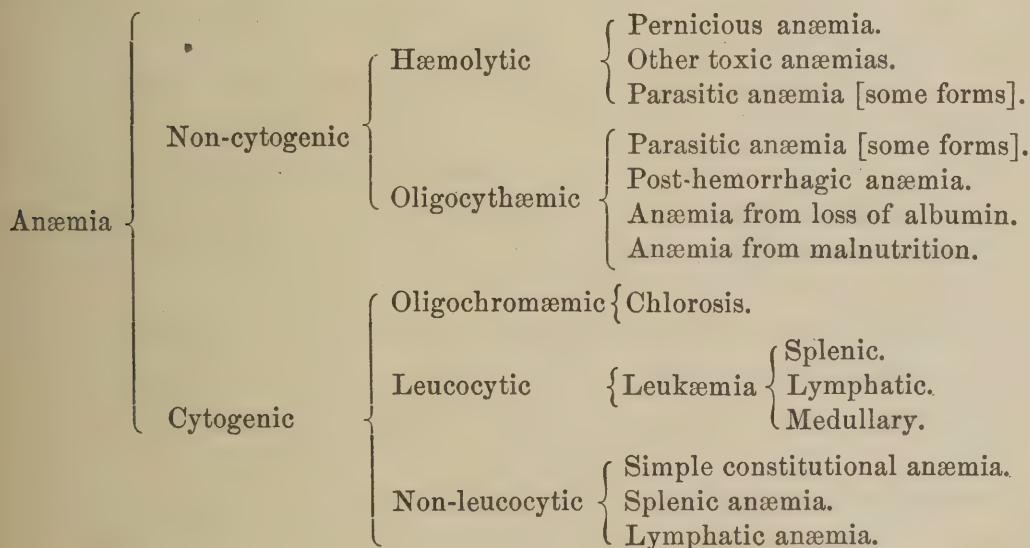 Pernicious anæmia.
Hæmolytic Other toxic anæmias.
Parasitic anæmia [some forms].
Non-cytogenic
Parasitic anæmia [some forms].
Post-hemorrhagic anæmia.
Oligocythæmic
Anæmia Anæmia from loss of albumin.
Anæmia from malnutrition.
Oligochromæmic Chlorosis.
Splenic.
Leucocytic Leukæmia Lymphatic.
Cytogenic Medullary.
Simple constitutional anæmia.
Non-leucocytic Splenic anæmia.
Lymphatic anæmia.